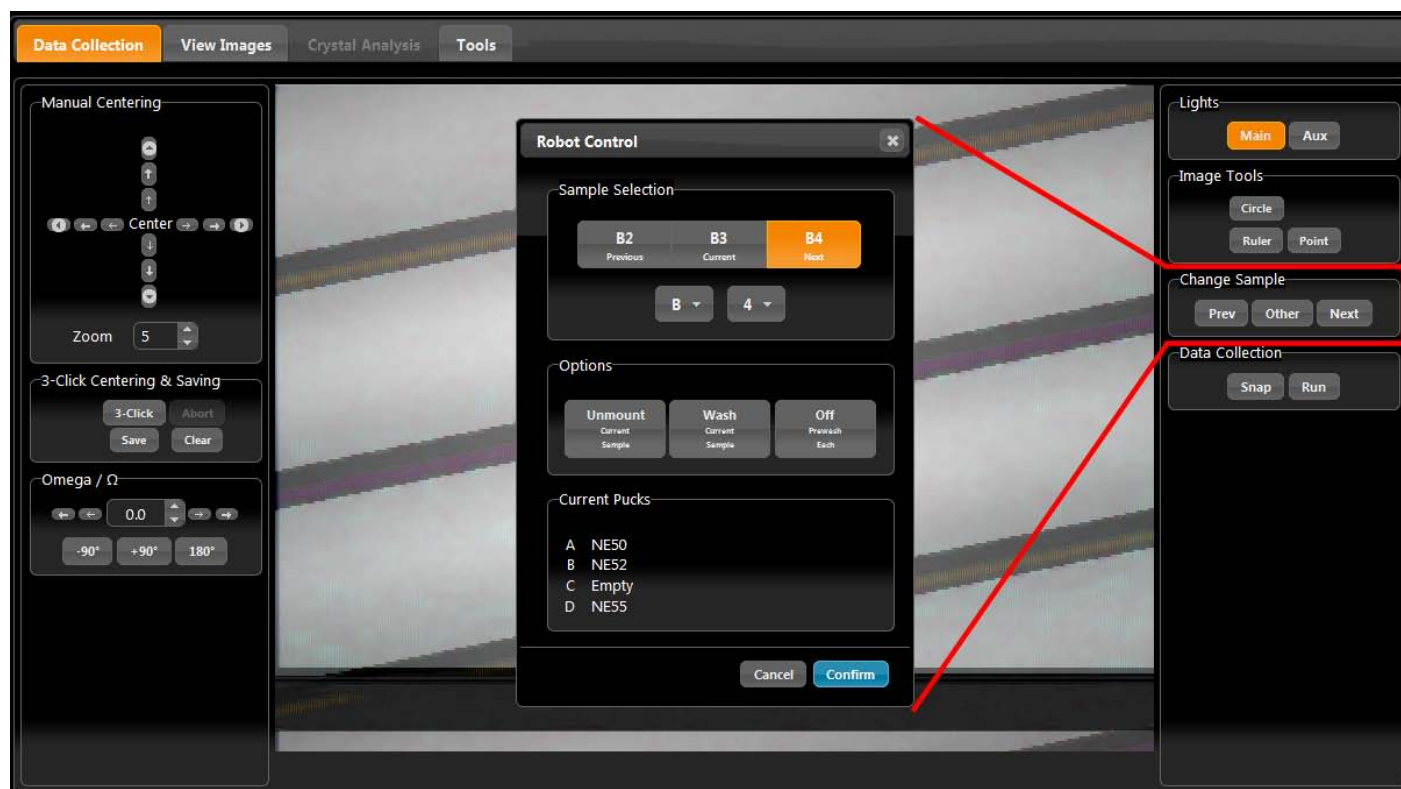 Data Collection View Images Crystal Analysis Tools
Manual Centering
Center
Zoom 5
3-Click Centering & Saving
3-Click Abort
Save Clear
Omega / Ω
0.0
-90° +90° 180°
Robot Control
Sample Selection
B2 B3 B4
Previous Current Next
B 4
Options
Unmount Wash Off
Current Current Prewash
Sample Sample Each
Current Pucks
A NE50
B NE52
C Empty
D NE55
Cancel Confirm
Lights
Main Aux
Image Tools
Circle
Ruler Point
Change Sample
Prev Other Next
Data Collection
Snap Run